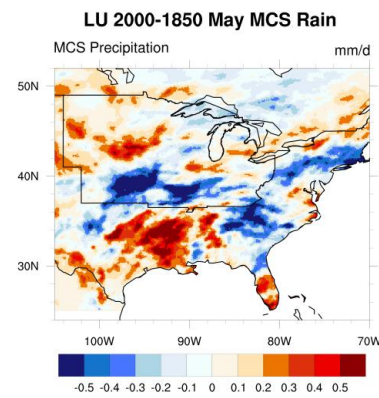 LU 2000-1850 May MCS Rain
MCS Precipitation mm/d
50N
40N
30N
100W 90W 80W 70W
-0.5 -0.4 -0.3 -0.2 -0.1 0 0.1 0.2 0.3 0.4 0.5